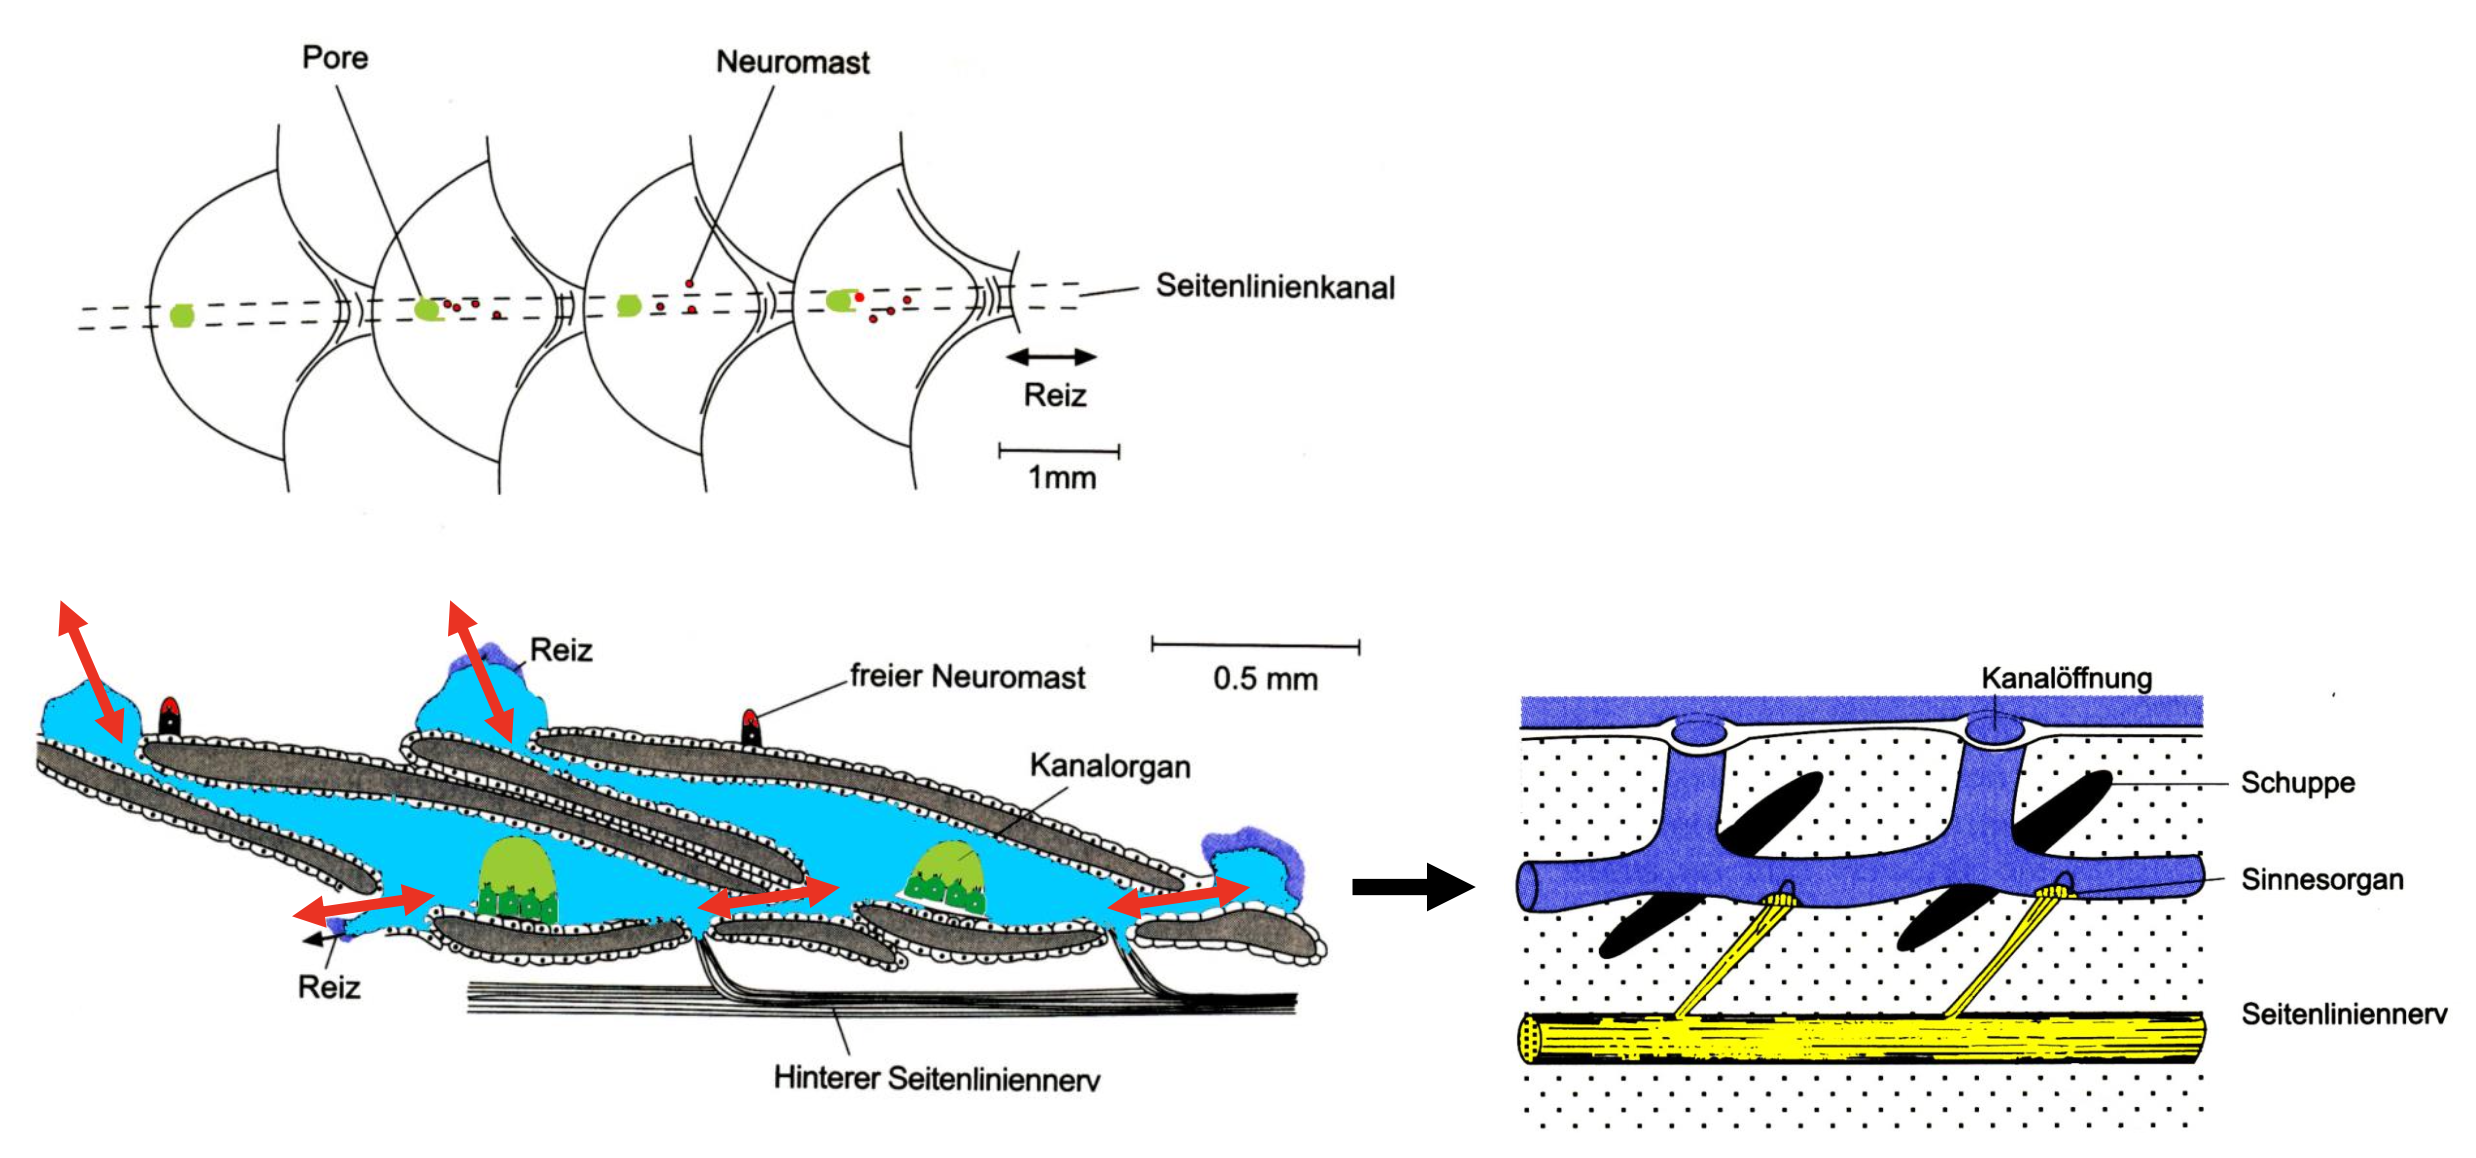 Pore
Neuromast
Seitenlinienkanal
Reiz
1mm
Reiz
freier Neuromast
0.5 mm
Kanalorgan
Reiz
Hinterer Seitenliniennerv
Kanalöffnung
Schuppe
Sinnesorgan
Seitenliniennerv